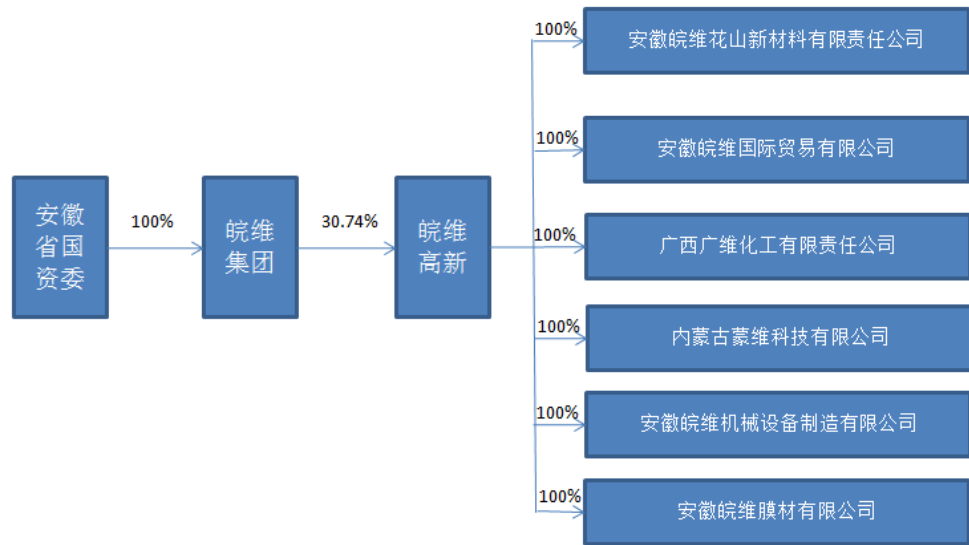 安徽
省国
资委
100%
皖维
集团
30.74%
皖维
高新
100%
安徽皖维花山新材料有限责任公司
100%
安徽皖维国际贸易有限公司
100%
广西广维化工有限责任公司
100%
内蒙古蒙维科技有限公司
100%
安徽皖维机械设备制造有限公司
100%
安徽皖维膜材有限公司